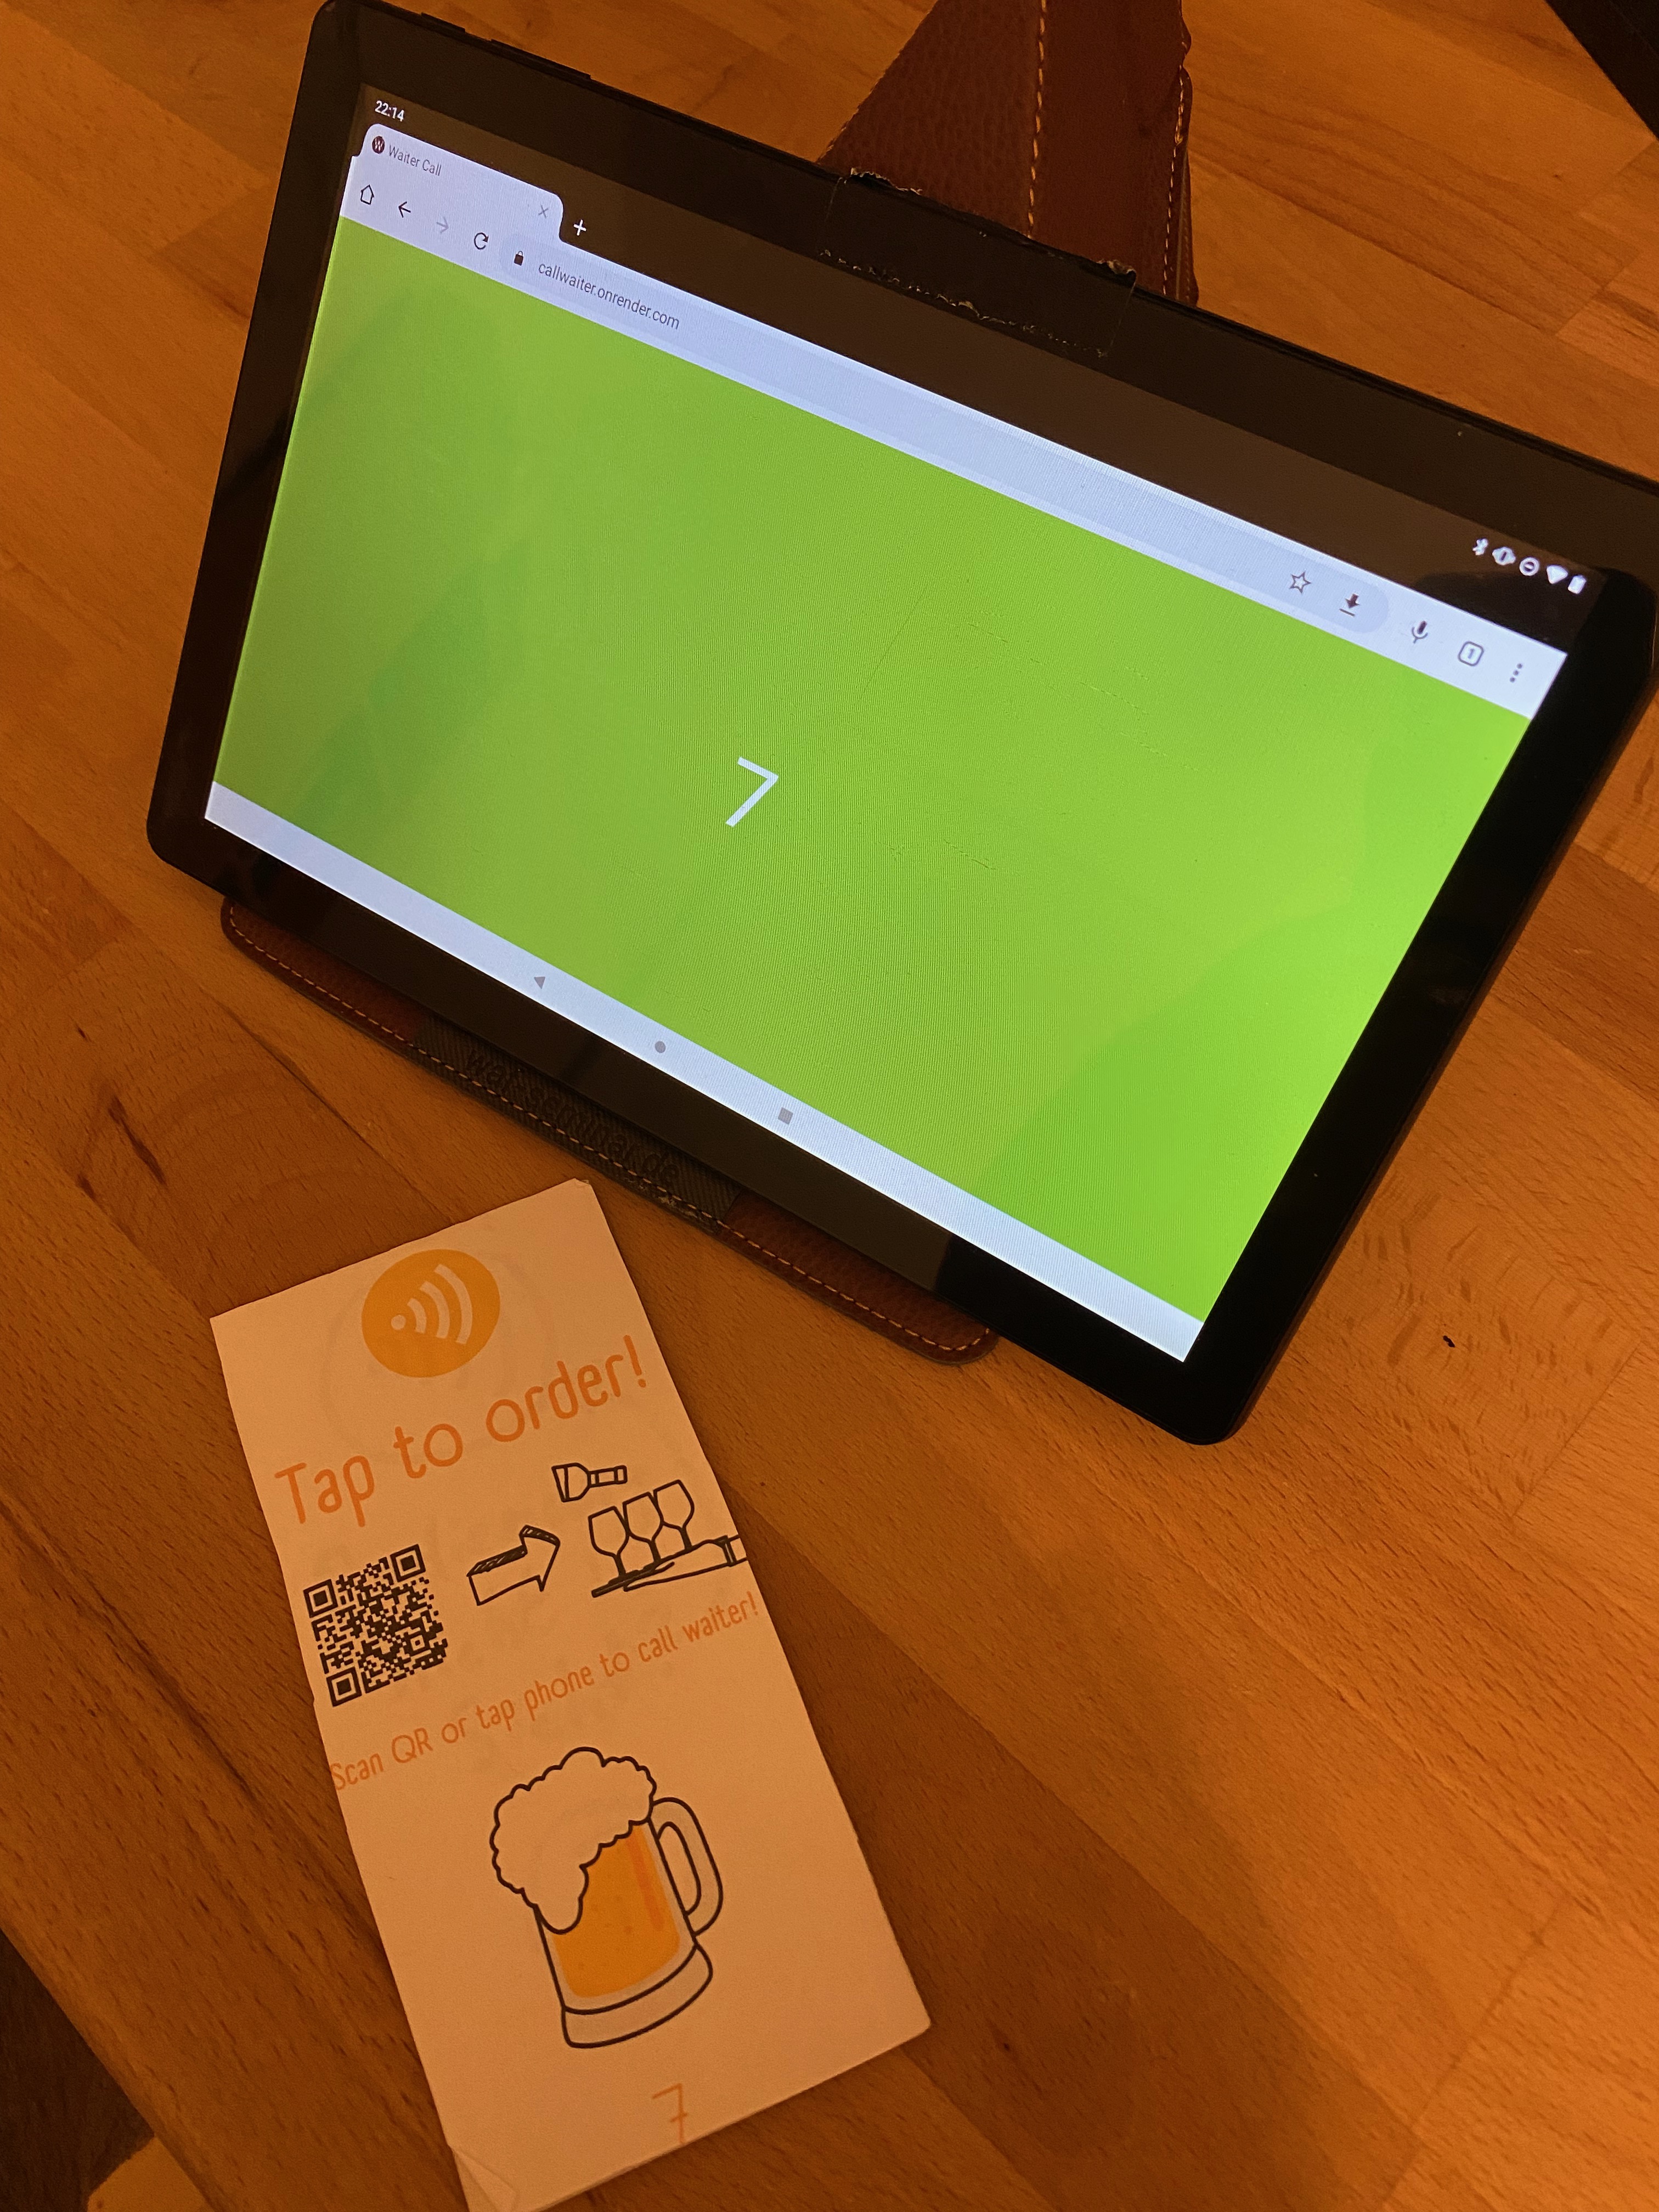 22:14
Waiter Call
callwaiter.onrender.com
1
7
Tap to order!
Scan QR or tap phone to call waiter!
7